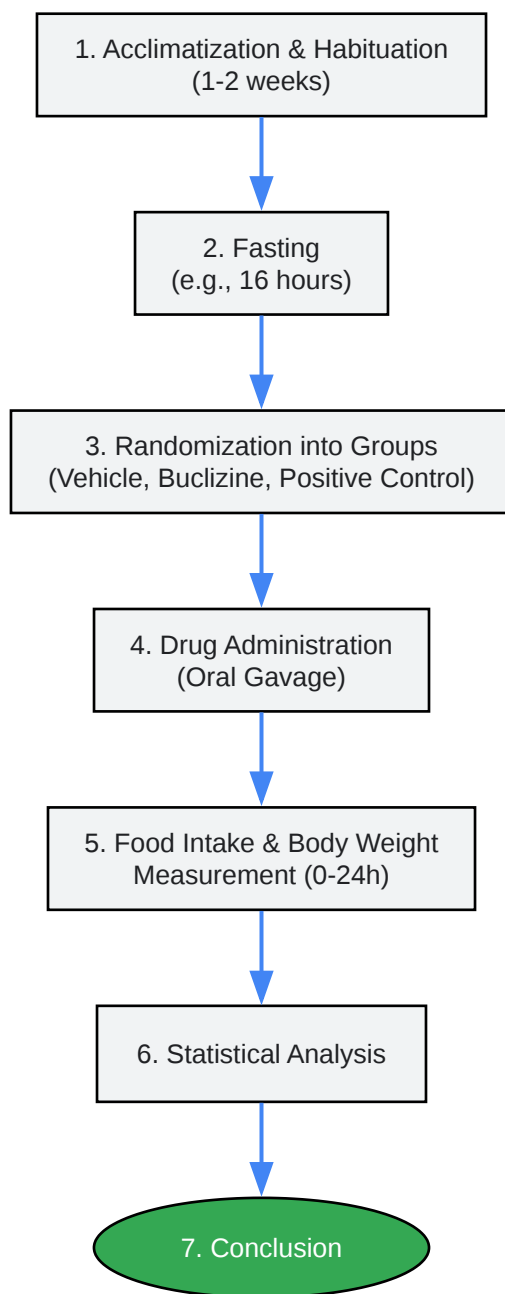 1. Acclimatization & Habituation
(1-2 weeks)
2. Fasting
(e.g., 16 hours)
3. Randomization into Groups
(Vehicle, Buclizine, Positive Control)
4. Drug Administration
(Oral Gavage)
5. Food Intake & Body Weight
Measurement (0-24h)
6. Statistical Analysis
7. Conclusion